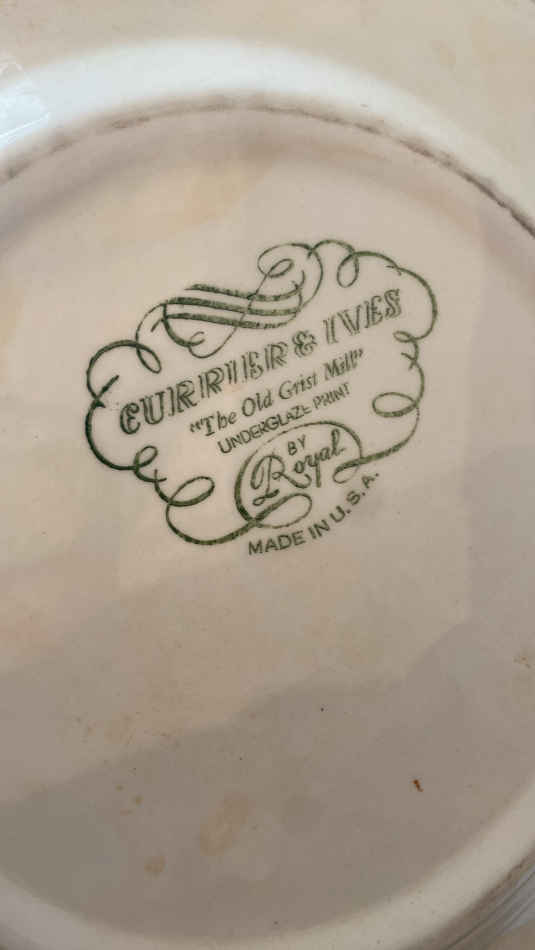 CURRIER & IVES
"The Old Grist Mill"
UNDERGLAZE PRINT
BY
Royal
MADE IN U.S.A.